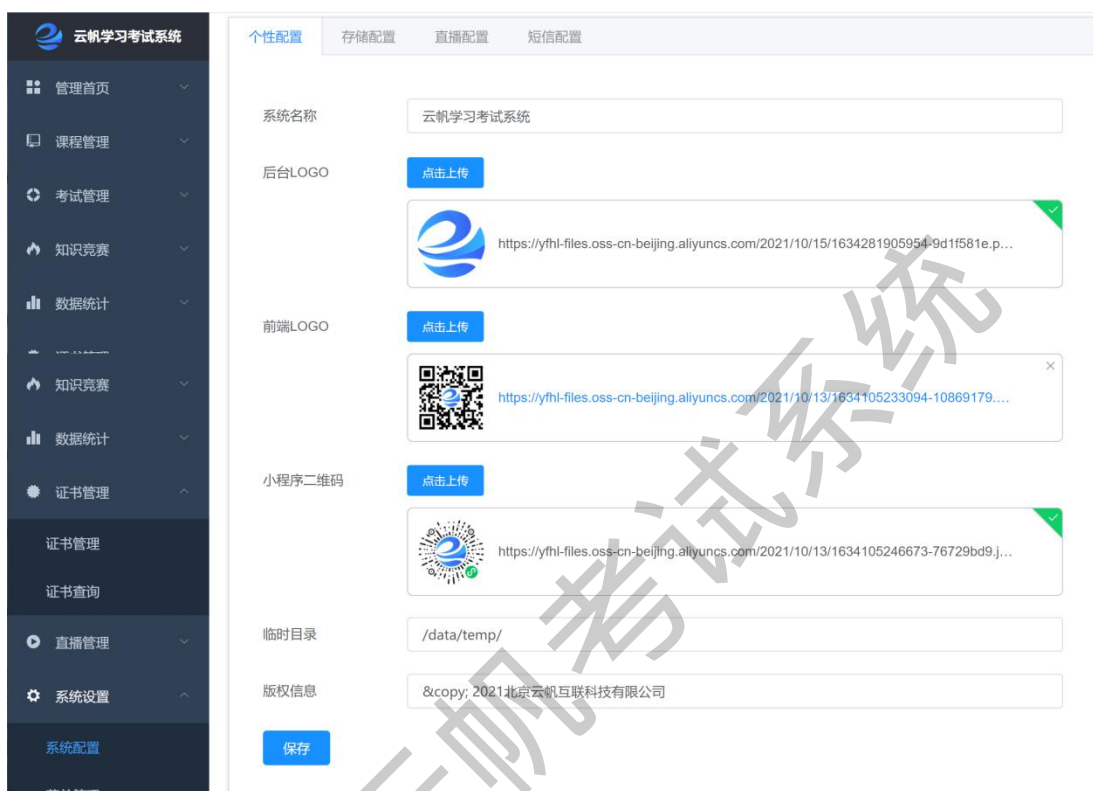 云帆学习考试系统
管理首页
课程管理
考试管理
知识竞赛
数据统计
知识竞赛
数据统计
证书管理
证书管理
证书查询
直播管理
系统设置
系统配置
个性配置 存储配置 直播配置 短信配置
系统名称 云帆学习考试系统
后台LOGO 点击上传
https://yfhl-files.oss-cn-beijing.aliyuncs.com/2021/10/15/1634281905954-9d1f581e.p...
前端LOGO 点击上传
https://yfhl-files.oss-cn-beijing.aliyuncs.com/2021/10/13/1634105233094-10869179....
小程序二维码 点击上传
https://yfhl-files.oss-cn-beijing.aliyuncs.com/2021/10/13/1634105246673-76729bd9.j...
临时目录 /data/temp/
版权信息 &copy; 2021北京云帆互联科技有限公司
保存
云帆考试系统